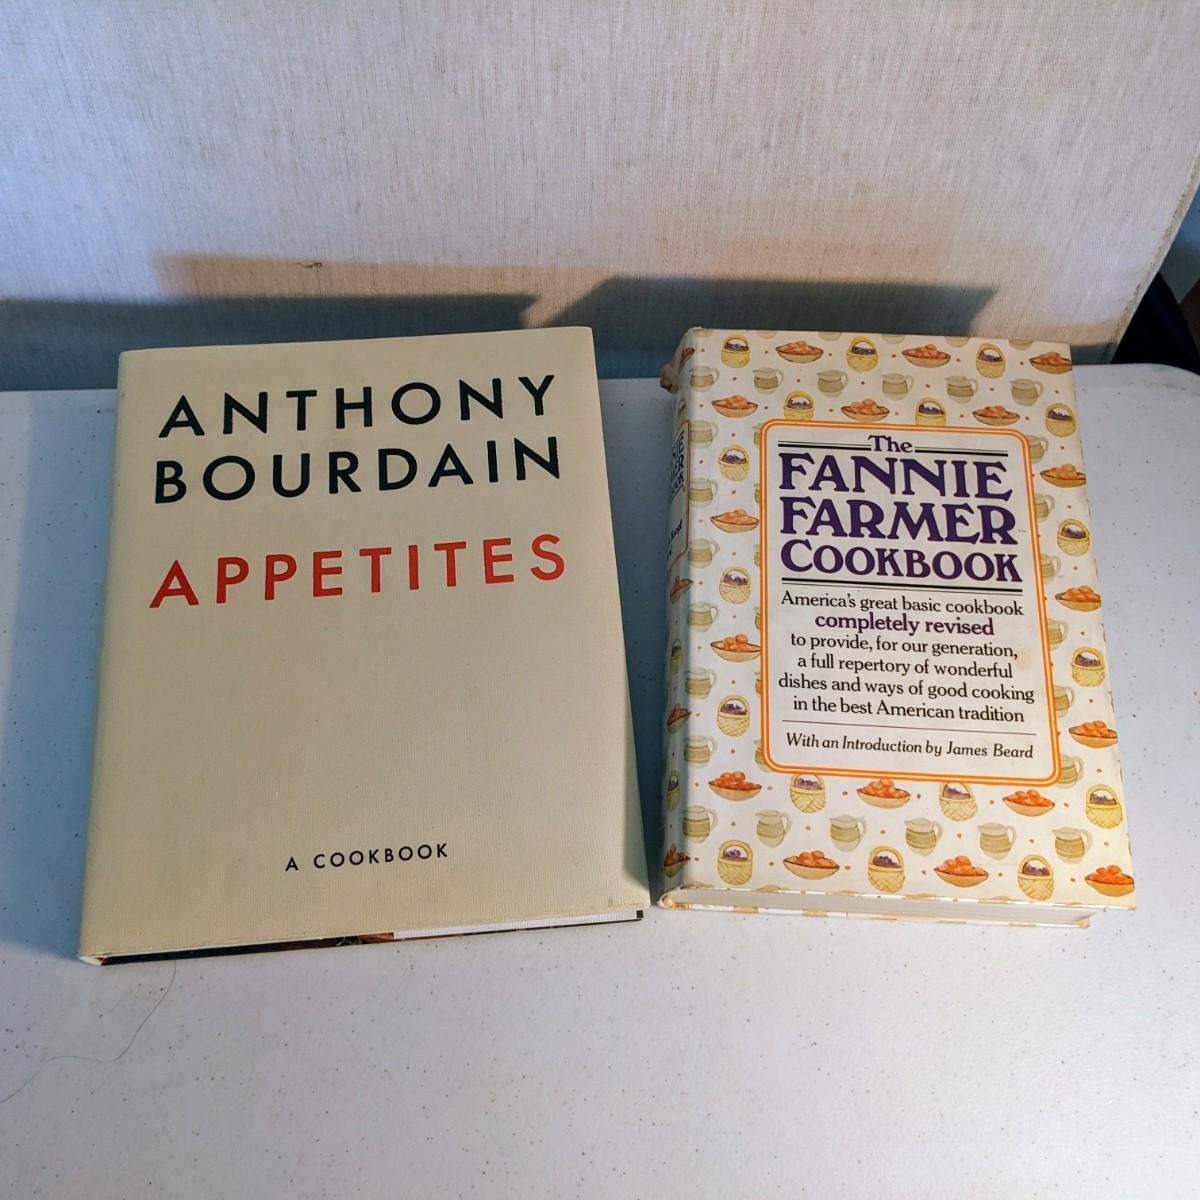 ANTHONY
BOURDAIN
APPETITES
A COOKBOOK
The
FANNIE
FARMER
COOKBOOK
America's great basic cookbook
completely revised
to provide, for our generation,
a full repertory of wonderful
dishes and ways of good cooking
in the best American tradition
With an Introduction by James Beard